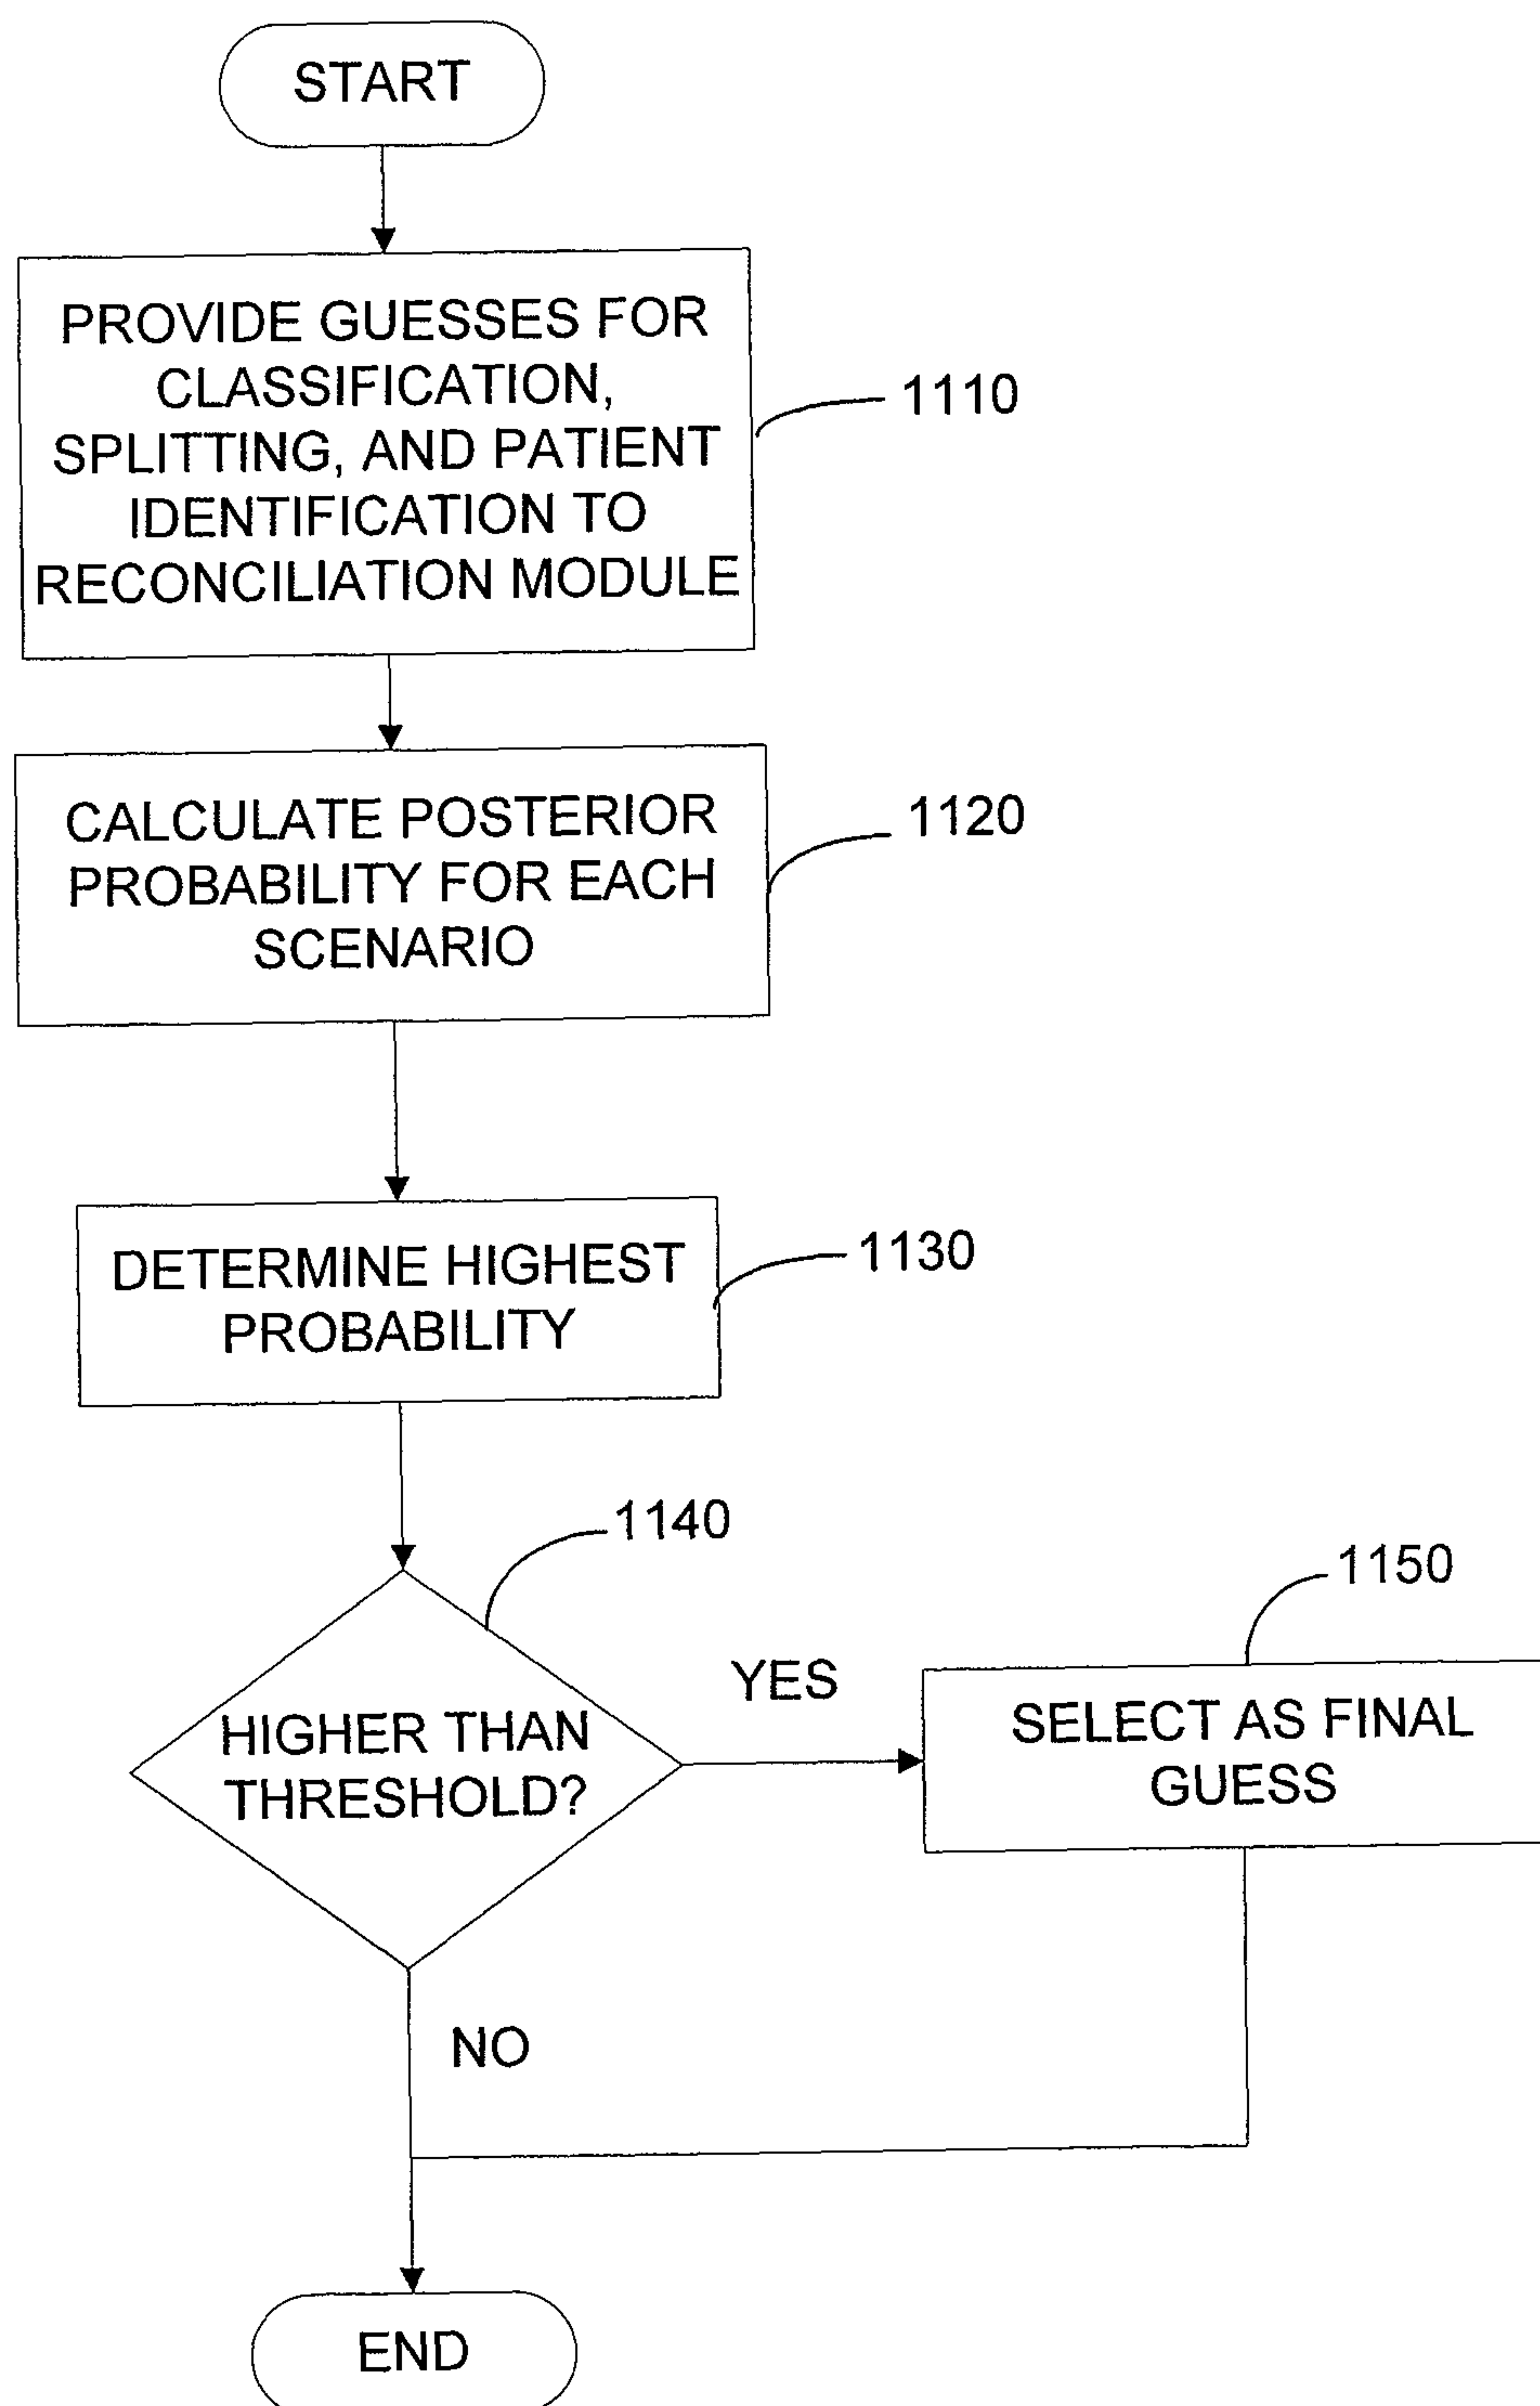 START
PROVIDE GUESSES FOR
CLASSIFICATION,
SPLITTING, AND PATIENT
IDENTIFICATION TO
RECONCILIATION MODULE
1110
CALCULATE POSTERIOR
PROBABILITY FOR EACH
SCENARIO
1120
DETERMINE HIGHEST
PROBABILITY
1130
HIGHER THAN
THRESHOLD?
1140
YES
SELECT AS FINAL
GUESS
1150
NO
END